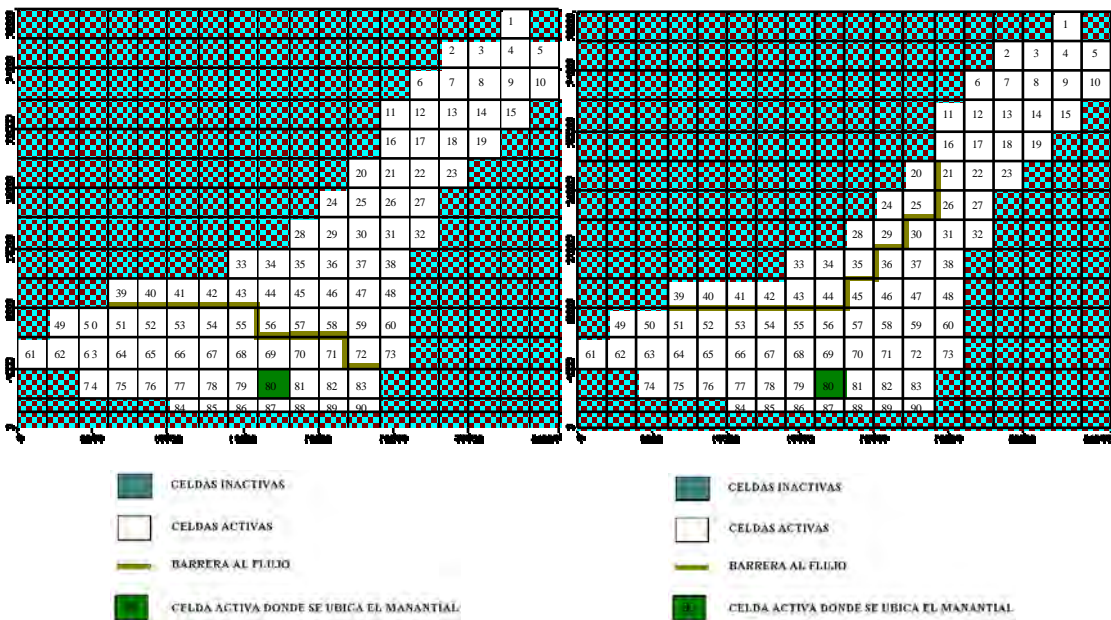 1
2 3 4 5
6 7 8 9 10
11 12 13 14 15
16 17 18 19
20 21 22 23
24 25 26 27
28 29 30 31 32
33 34 35 36 37 38
39 40 41 42 43 44 45 46 47 48
49 50 51 52 53 54 55 56 57 58 59 60
61 62 63 64 65 66 67 68 69 70 71 72 73
74 75 76 77 78 79 80 81 82 83
84 85 86 87 88 89 90
CELDAS INACTIVAS
CELDAS ACTIVAS
BARRERA AL FLUJO
CELDA ACTIVA DONDE SE UBICA EL MANANTIAL
1
2 3 4 5
6 7 8 9 10
11 12 13 14 15
16 17 18 19
20 21 22 23
24 25 26 27
28 29 30 31 32
33 34 35 36 37 38
39 40 41 42 43 44 45 46 47 48
49 50 51 52 53 54 55 56 57 58 59 60
61 62 63 64 65 66 67 68 69 70 71 72 73
74 75 76 77 78 79 80 81 82 83
84 85 86 87 88 89 90
CELDAS INACTIVAS
CELDAS ACTIVAS
BARRERA AL FLUJO
CELDA ACTIVA DONDE SE UBICA EL MANANTIAL